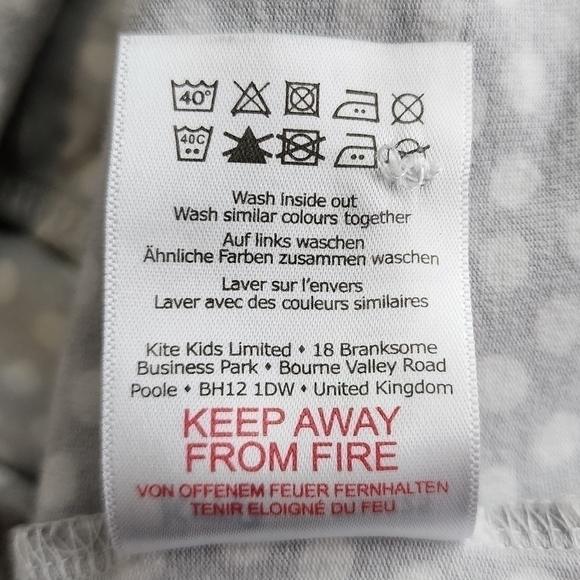 40°
40C
Wash inside out
Wash similar colours together
Auf links waschen
Ähnliche Farben zusammen waschen
Laver sur l'envers
Laver avec des couleurs similaires
Kite Kids Limited • 18 Branksome
Business Park • Bourne Valley Road
Poole • BH12 1DW • United Kingdom
KEEP AWAY
FROM FIRE
VON OFFENEM FEUER FERNHALTEN
TENIR ELOIGNÉ DU FEU